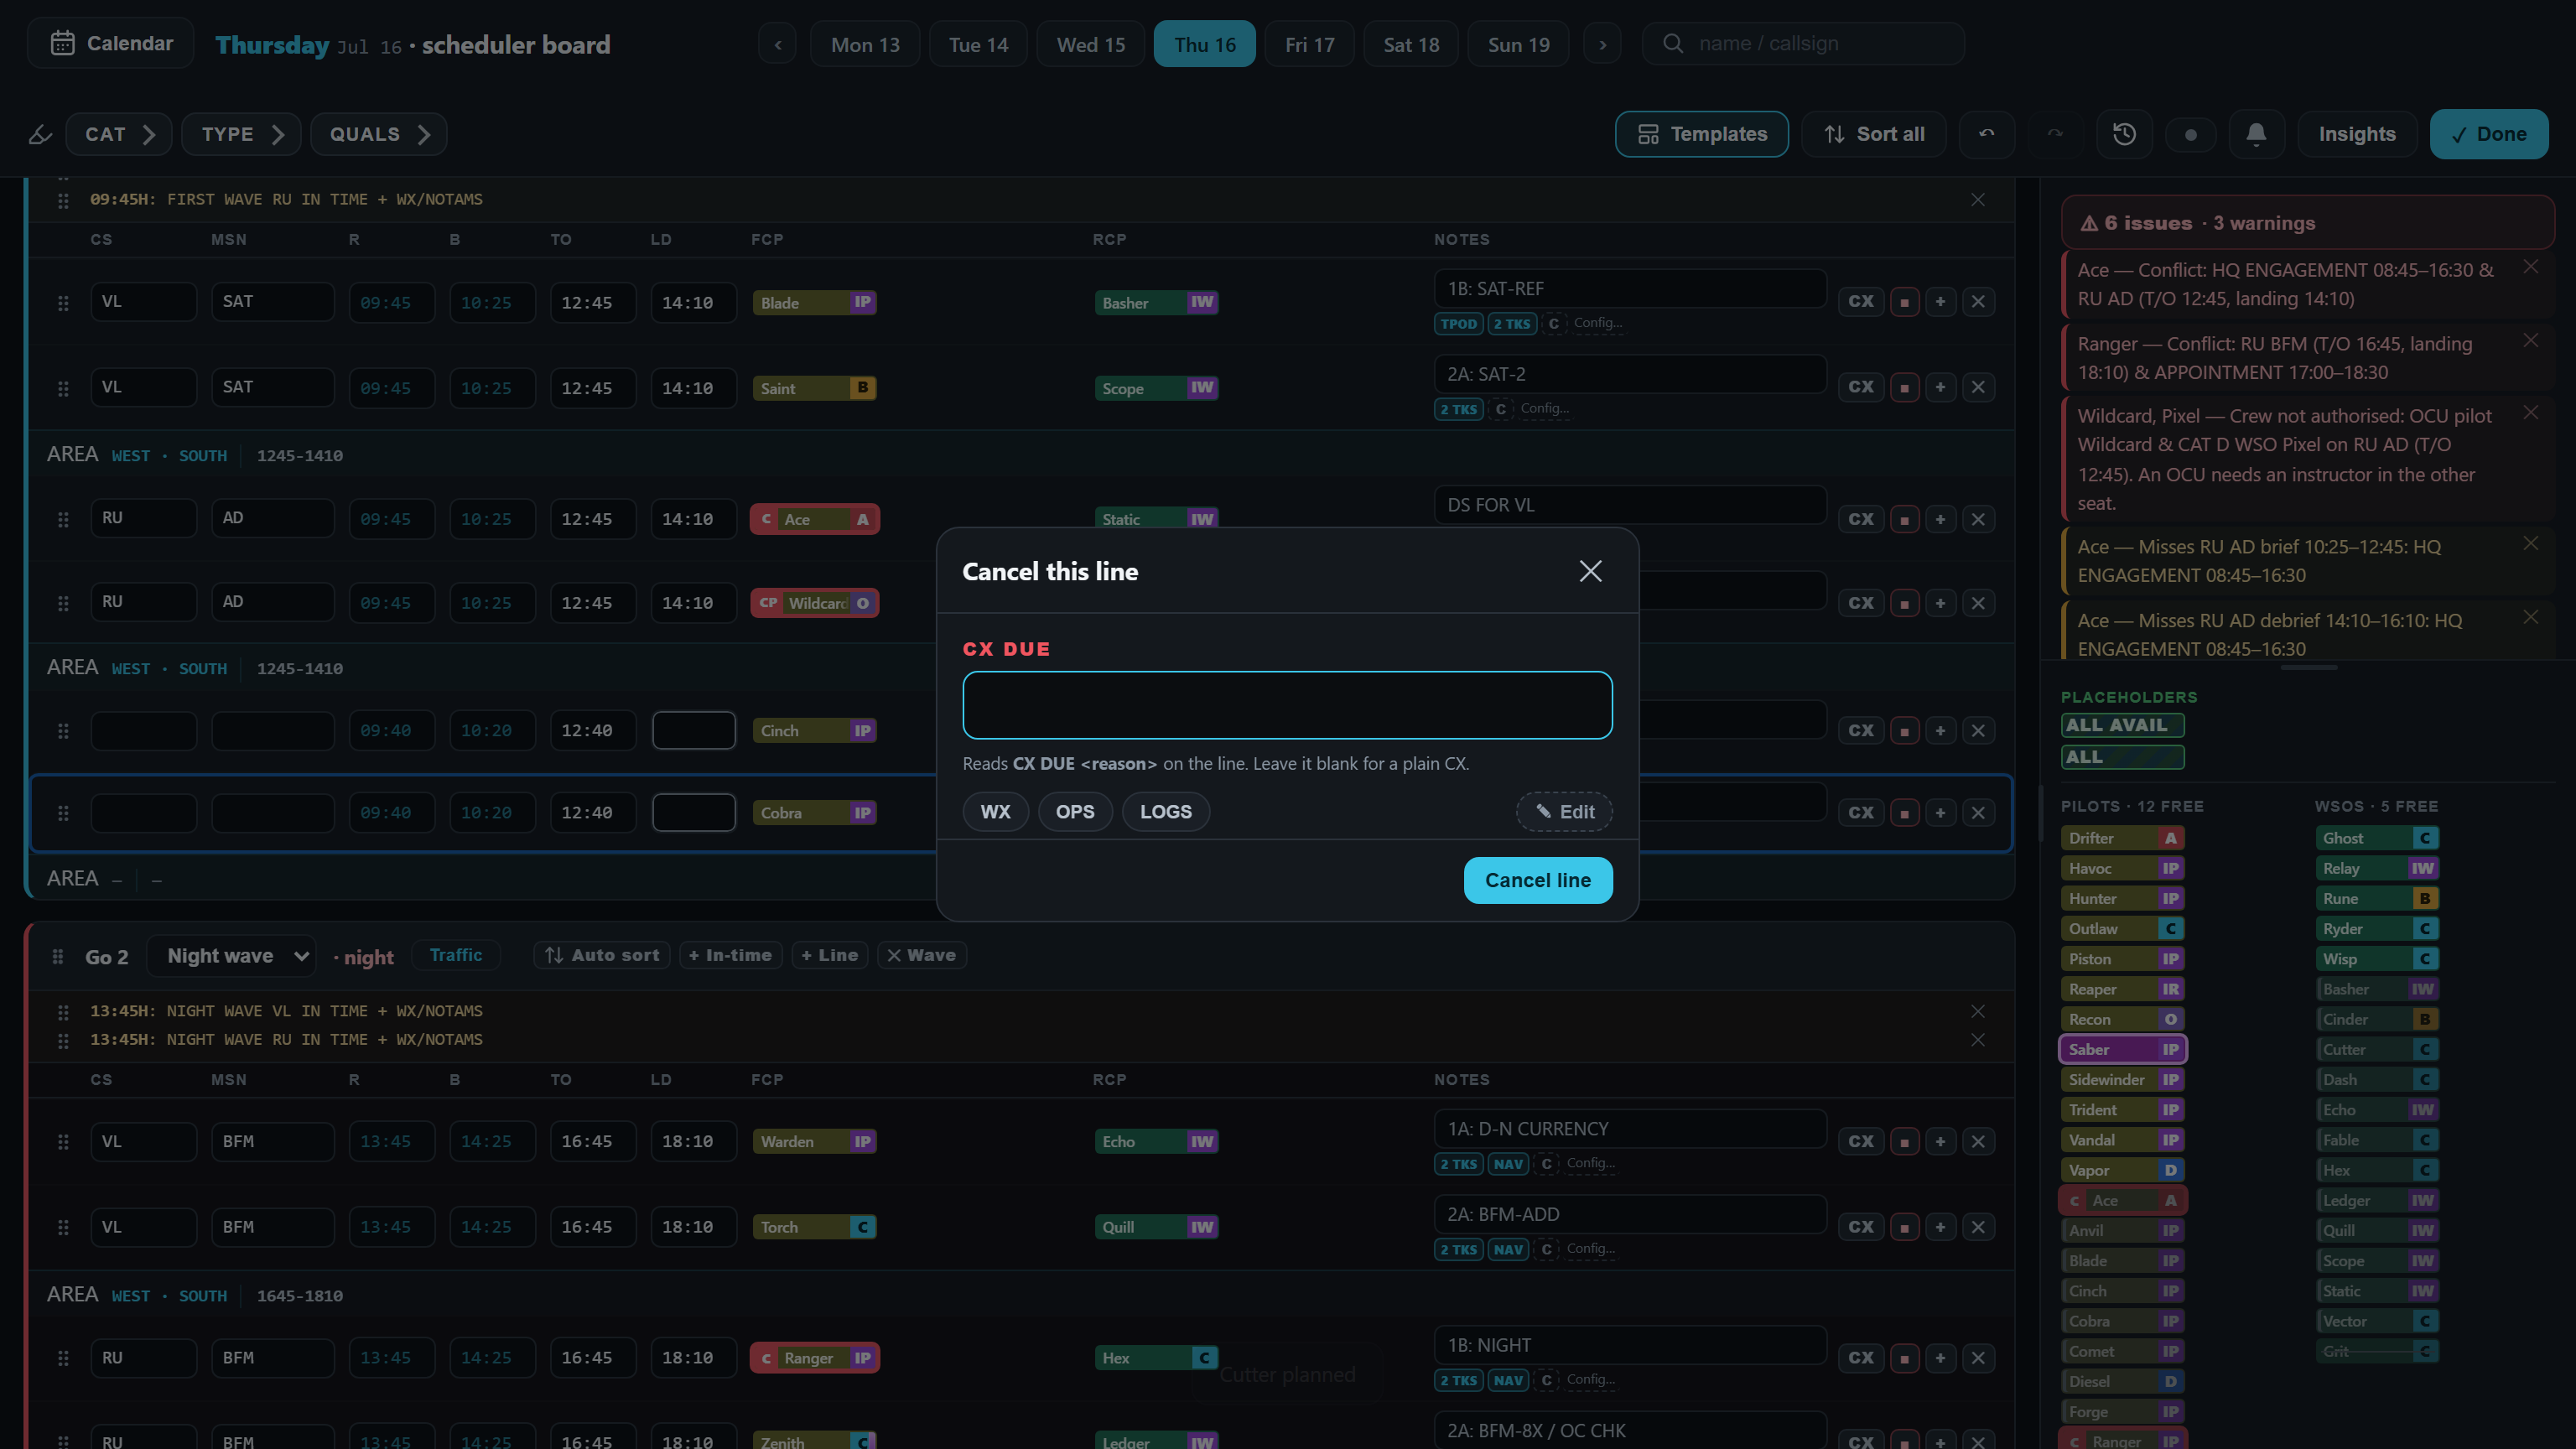 Calendar
Thursday Jul 16 · scheduler board
‹ Mon 13 Tue 14 Wed 15 Thu 16 Fri 17 Sat 18 Sun 19 ›
name / callsign
CAT TYPE QUALS
Templates Sort all Insights ✓ Done
09:45H: FIRST WAVE RU IN TIME + WX/NOTAMS
CS MSN R B TO LD FCP RCP NOTES
VL SAT 09:45 10:25 12:45 14:10 Blade IP Basher IW 1B: SAT-REF CX + ×
TPOD 2 TKS C Config...
VL SAT 09:45 10:25 12:45 14:10 Saint B Scope IW 2A: SAT-2 CX + ×
2 TKS C Config...
AREA WEST · SOUTH 1245-1410
RU AD 09:45 10:25 12:45 14:10 C Ace A Static IW DS FOR VL CX + ×
RU AD 09:45 10:25 12:45 14:10 CP Wildcard O CX + ×
AREA WEST · SOUTH 1245-1410
09:40 10:20 12:40 Cinch IP CX + ×
09:40 10:20 12:40 Cobra IP CX + ×
AREA – –
Cancel this line
CX DUE
Reads CX DUE <reason> on the line. Leave it blank for a plain CX.
WX OPS LOGS Edit
Cancel line
Go 2 Night wave · night Traffic Auto sort + In-time + Line × Wave
13:45H: NIGHT WAVE VL IN TIME + WX/NOTAMS
13:45H: NIGHT WAVE RU IN TIME + WX/NOTAMS
CS MSN R B TO LD FCP RCP NOTES
VL BFM 13:45 14:25 16:45 18:10 Warden IP Echo IW 1A: D-N CURRENCY CX + ×
2 TKS NAV C Config...
VL BFM 13:45 14:25 16:45 18:10 Torch C Quill IW 2A: BFM-ADD CX + ×
2 TKS NAV C Config...
AREA WEST · SOUTH 1645-1810
RU BFM 13:45 14:25 16:45 18:10 C Ranger IP Hex C 1B: NIGHT CX + ×
2 TKS NAV C Config...
Cutter planned
RU BFM 13:45 14:25 16:45 18:10 Zenith C Ledger IW 2A: BFM-8X / OC CHK CX + ×
6 issues · 3 warnings
Ace — Conflict: HQ ENGAGEMENT 08:45–16:30 &
RU AD (T/O 12:45, landing 14:10)
Ranger — Conflict: RU BFM (T/O 16:45, landing
18:10) & APPOINTMENT 17:00–18:30
Wildcard, Pixel — Crew not authorised: OCU pilot
Wildcard & CAT D WSO Pixel on RU AD (T/O
12:45). An OCU needs an instructor in the other
seat.
Ace — Misses RU AD brief 10:25–12:45: HQ
ENGAGEMENT 08:45–16:30
Ace — Misses RU AD debrief 14:10–16:10: HQ
ENGAGEMENT 08:45–16:30
PLACEHOLDERS
ALL AVAIL
ALL
PILOTS · 12 FREE WSOS · 5 FREE
Drifter A Ghost C
Havoc IP Relay IW
Hunter IP Rune B
Outlaw C Ryder C
Piston IP Wisp C
Reaper IR Basher IW
Recon O Cinder B
Saber IP Cutter C
Sidewinder IP Dash C
Trident IP Echo IW
Vandal IP Fable C
Vapor D Hex C
C Ace A Ledger IW
Anvil IP Quill IW
Blade IP Scope IW
Cinch IP Static IW
Cobra IP Vector C
Comet IP Grit C
Diesel D
Forge IP
C Ranger IP